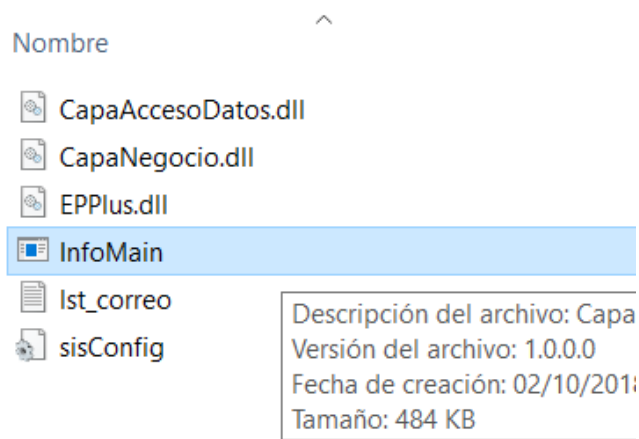 Nombre
CapaAccesoDatos.dll
CapaNegocio.dll
EPPlus.dll
InfoMain
lst_correo
sisConfig
Descripción del archivo: Capa
Versión del archivo: 1.0.0.0
Fecha de creación: 02/10/2018
Tamaño: 484 KB